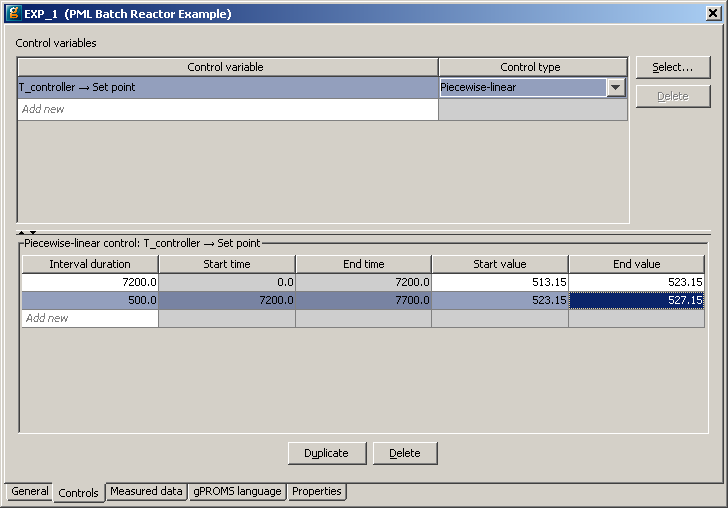 EXP_1 (PML Batch Reactor Example)
Control variables
Control variable Control type
T_controller → Set point Piecewise-linear
Add new
Select...
Delete
Piecewise-linear control: T_controller → Set point
Interval duration Start time End time Start value End value
7200.0 0.0 7200.0 513.15 523.15
500.0 7200.0 7700.0 523.15 527.15
Add new
Duplicate Delete
General Controls Measured data gPROMS language Properties